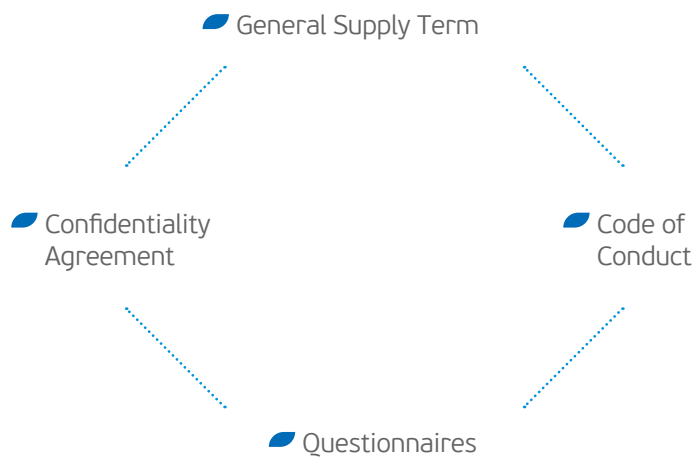 General Supply Term
Confidentiality
Agreement
Code of
Conduct
Questionnaires